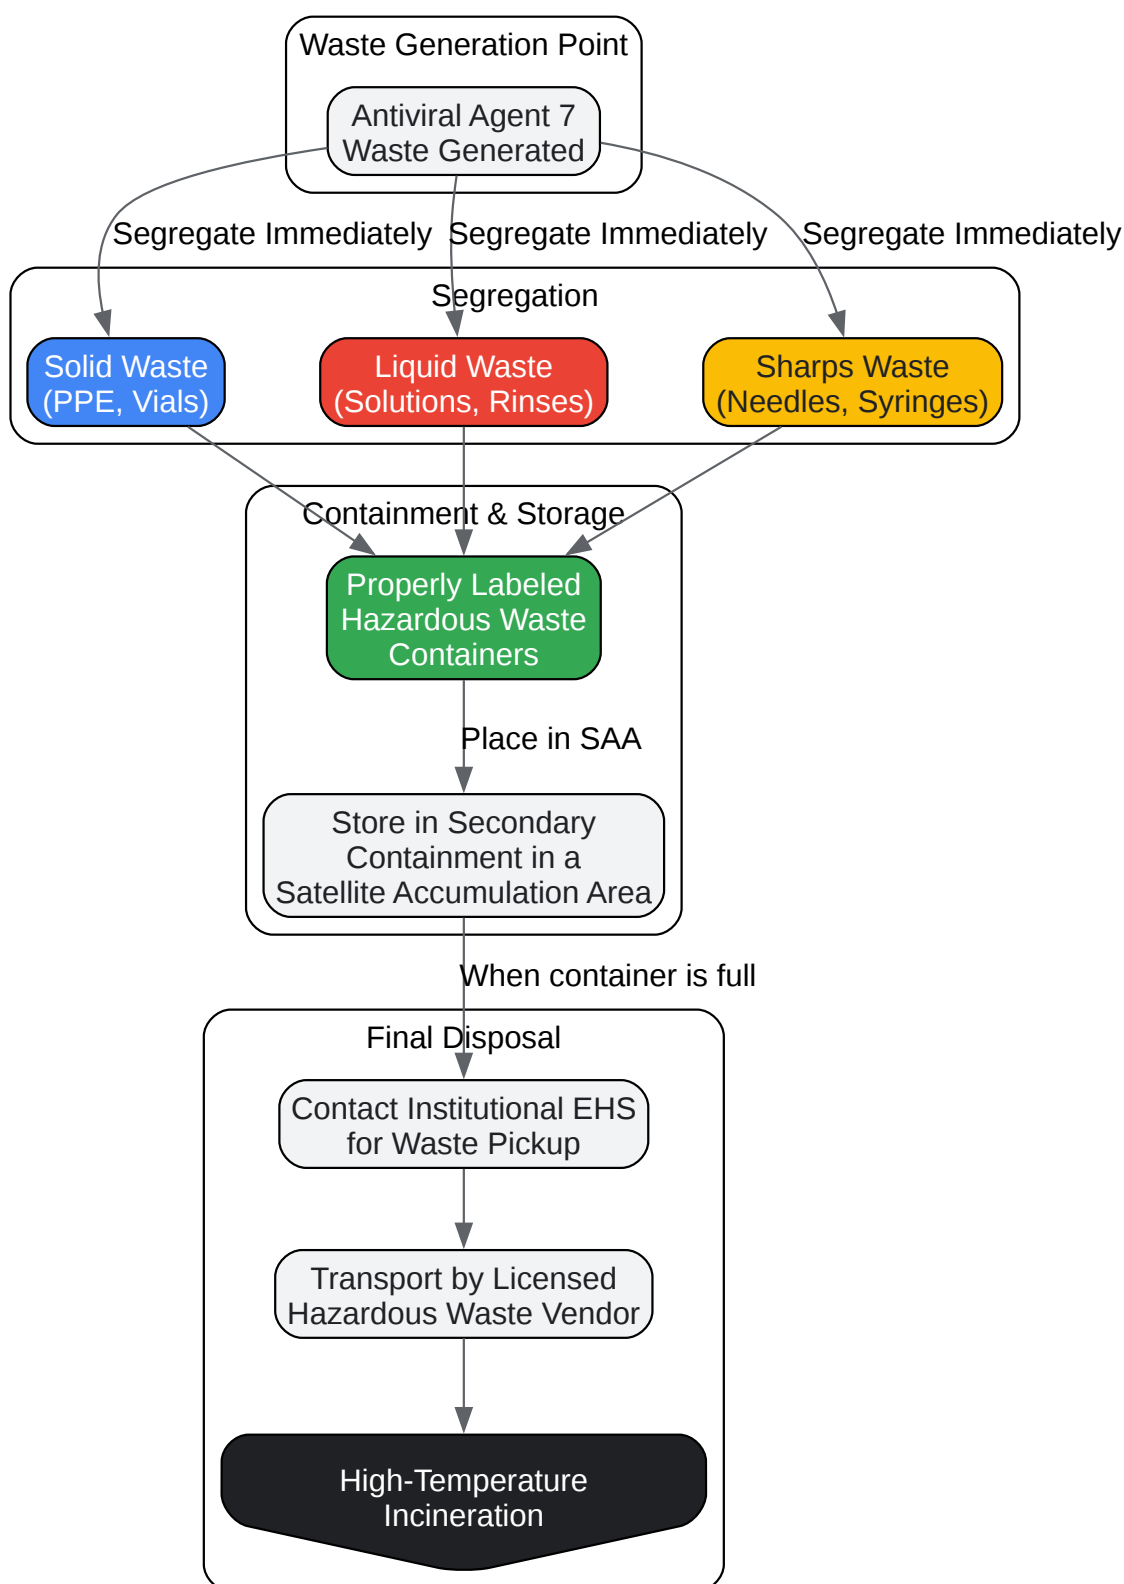 Waste Generation Point
Antiviral Agent 7
Waste Generated
Segregate Immediately
Segregate Immediately
Segregate Immediately
Segregation
Solid Waste
(PPE, Vials)
Liquid Waste
(Solutions, Rinses)
Sharps Waste
(Needles, Syringes)
Containment & Storage
Properly Labeled
Hazardous Waste
Containers
Place in SAA
Store in Secondary
Containment in a
Satellite Accumulation Area
When container is full
Final Disposal
Contact Institutional EHS
for Waste Pickup
Transport by Licensed
Hazardous Waste Vendor
High-Temperature
Incineration